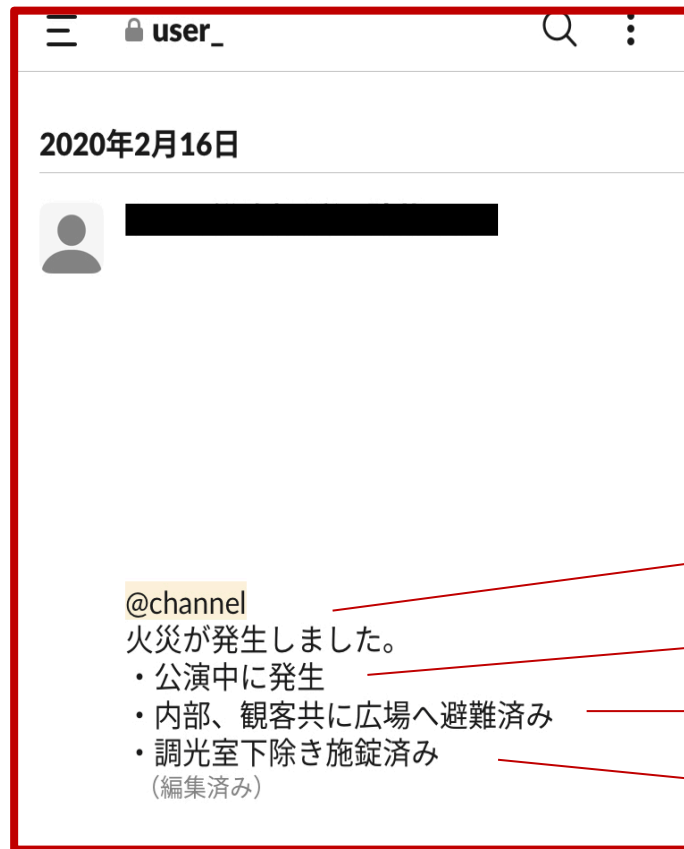 user_
2020年2月16日
@channel
火災が発生しました。
・公演中に発生
・内部、観客共に広場へ避難済み
・調光室下除き施錠済み
（編集済み）